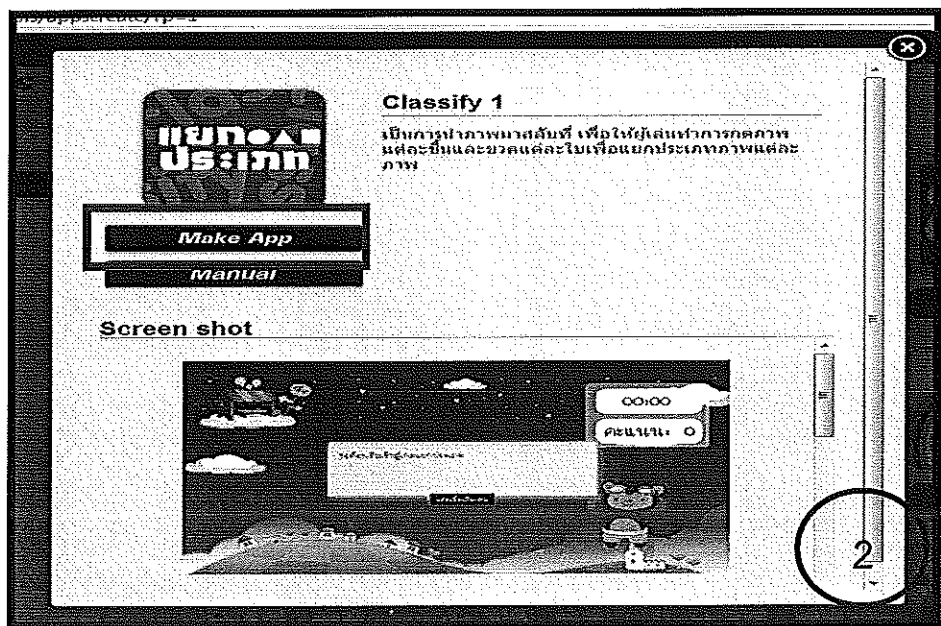 Classify 1
แยก
ประเภท
เป็นการนำภาพมาสลับที่ เพื่อให้ผู้เล่นทำการกดภาพ
แต่ละชิ้นและขวดแต่ละใบเพื่อแยกประเภทภาพแต่ละ
ภาพ
Make App
Manual
Screen shot
00:00
คะแนน: 0
2